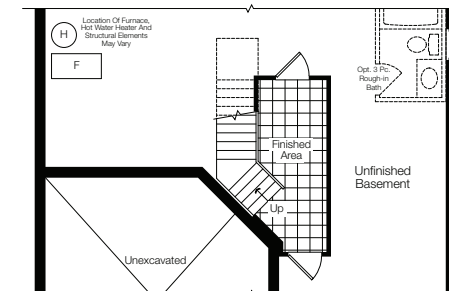 Location Of Furnace,
Hot Water Heater And
Structural Elements
May Vary
H
F
Opt. 3 Pc.
Rough-in
Bath
Finished
Area
Unfinished
Basement
Up
Unexcavated